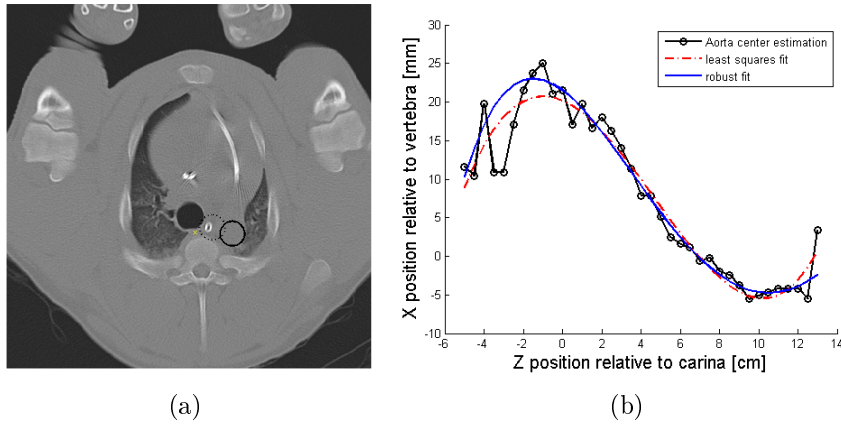 30
25
20
15
10
5
0
-5
-10
X position relative to vertebra [mm]
Aorta center estimation
least squares fit
robust fit
-6 -4 -2 0 2 4 6 8 10 12 14
Z position relative to carina [cm]
(a) (b)